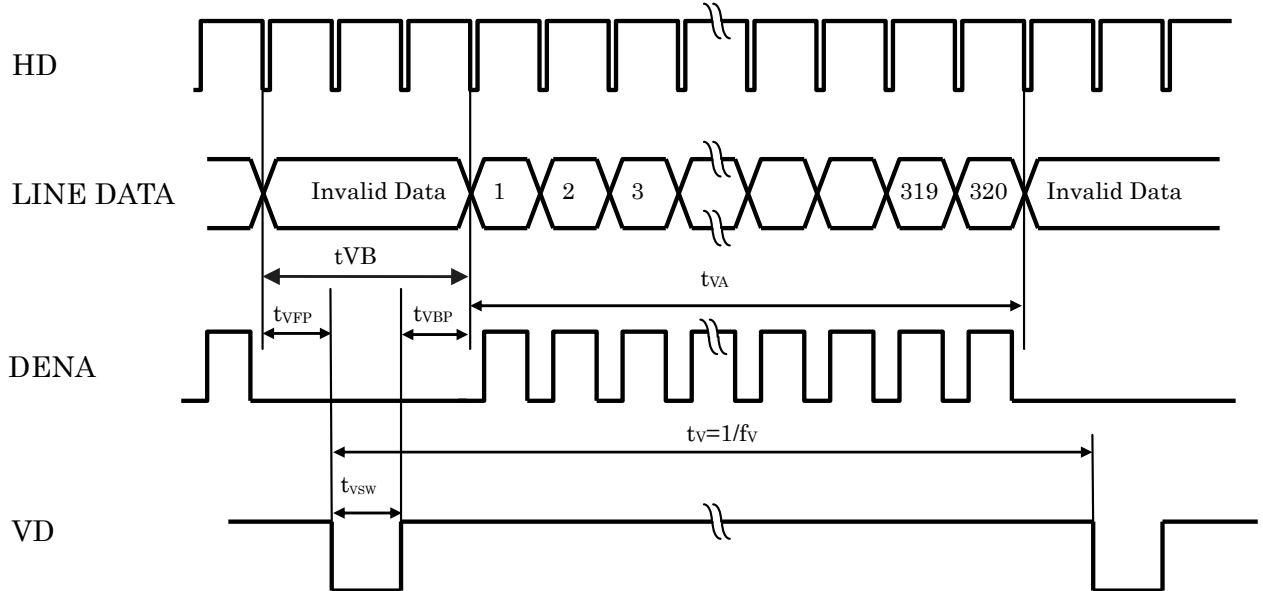 HD
LINE DATA
Invalid Data
1
2
3
319
320
Invalid Data
tVB
tVA
tVFP
tVBP
DENA
tV=1/fV
tVSW
VD